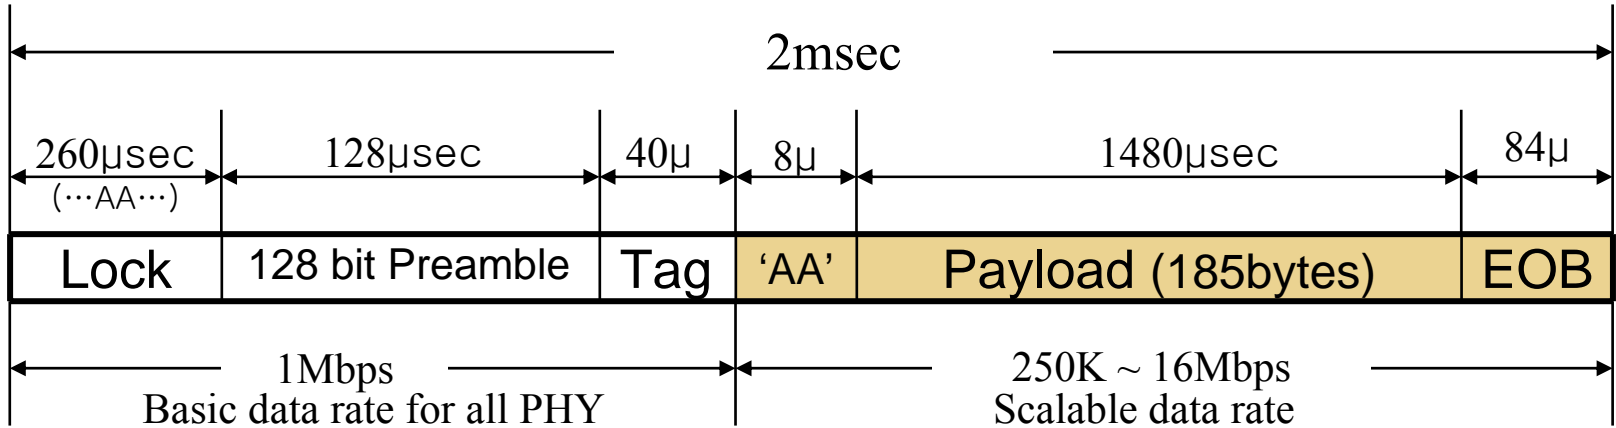 2msec
260μsec 128μsec 40μ 8μ 1480μsec 84μ
(⋯AA⋯)
Lock 128 bit Preamble Tag ‘AA’ Payload (185bytes) EOB
1Mbps 250K ~ 16Mbps
Basic data rate for all PHY Scalable data rate